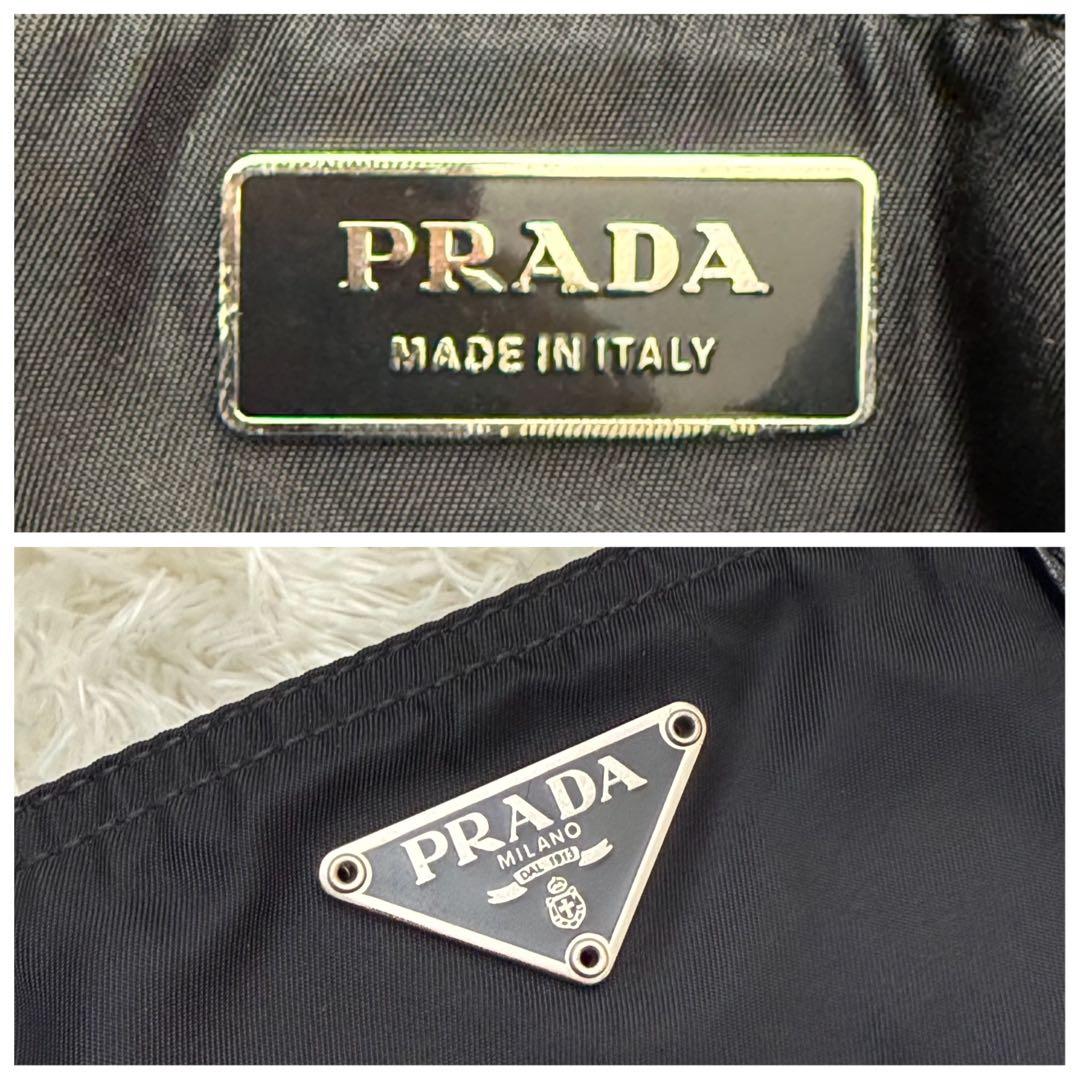 PRADA
MADE IN ITALY
PRADA
MILANO
DAL 1913